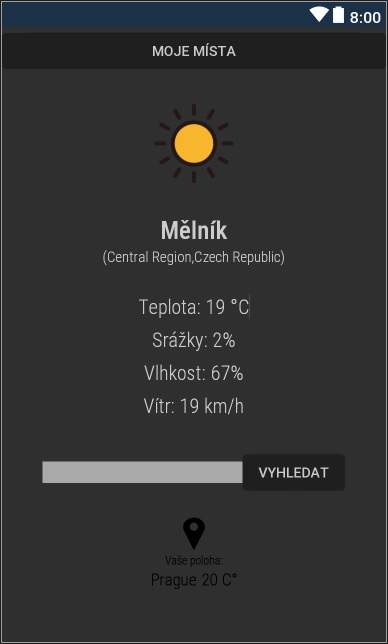 8:00
MOJE MÍSTA
Mělník
(Central Region,Czech Republic)
Teplota: 19 °C
Srážky: 2%
Vlhkost: 67%
Vítr: 19 km/h
VYHLEDAT
Vaše poloha:
Prague 20 C°